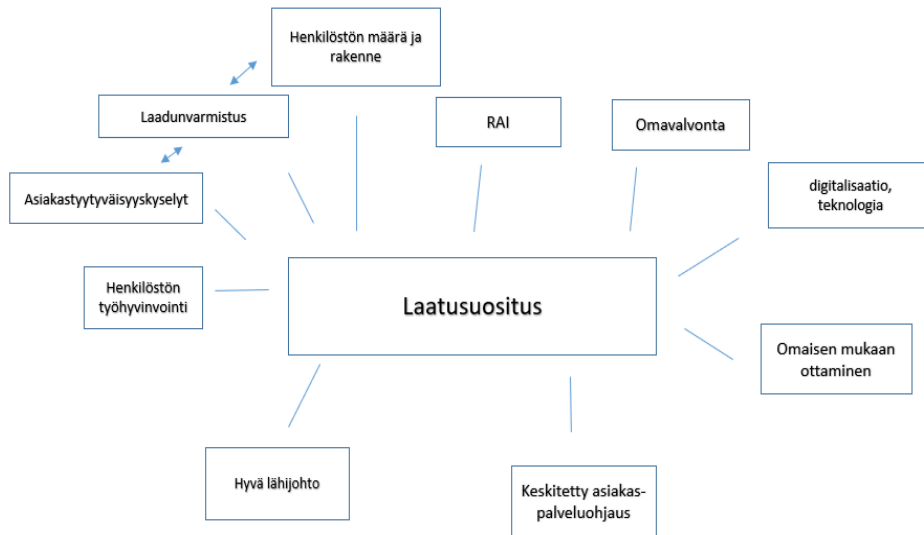 Henkilöstön määrä ja
rakenne
Laadunvarmistus
RAI
Omavalvonta
Asiakastyytyväisyyskyselyt
digitalisaatio,
teknologia
Henkilöstön
työhyvinvointi
Laatusuositus
Omaisen mukaan
ottaminen
Hyvä lähijohto
Keskitetty asiakas-
palveluohjaus